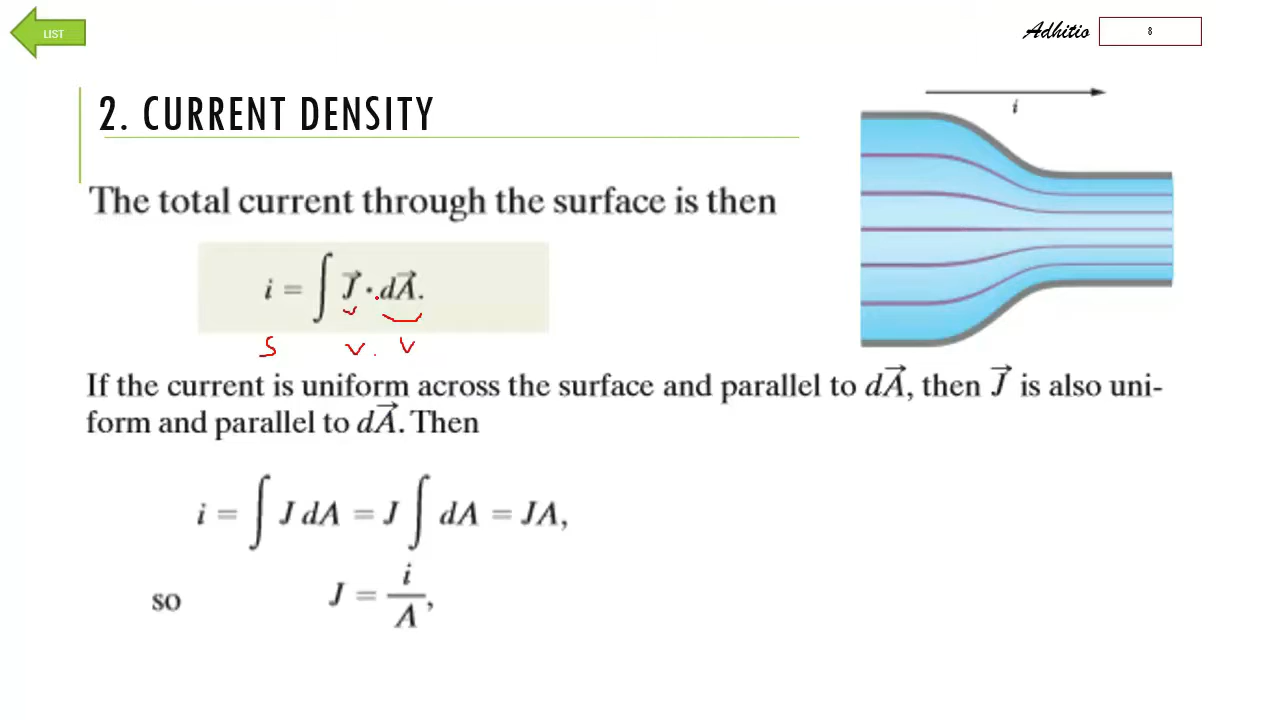 LIST
Adhitio
8
2. CURRENT DENSITY
i
The total current through the surface is then
i = ∫ J⃗ · dA⃗.
S V . V
If the current is uniform across the surface and parallel to dA⃗, then J⃗ is also uni-
form and parallel to dA⃗. Then
i = ∫ J dA = J ∫ dA = JA,
so J = i/A,